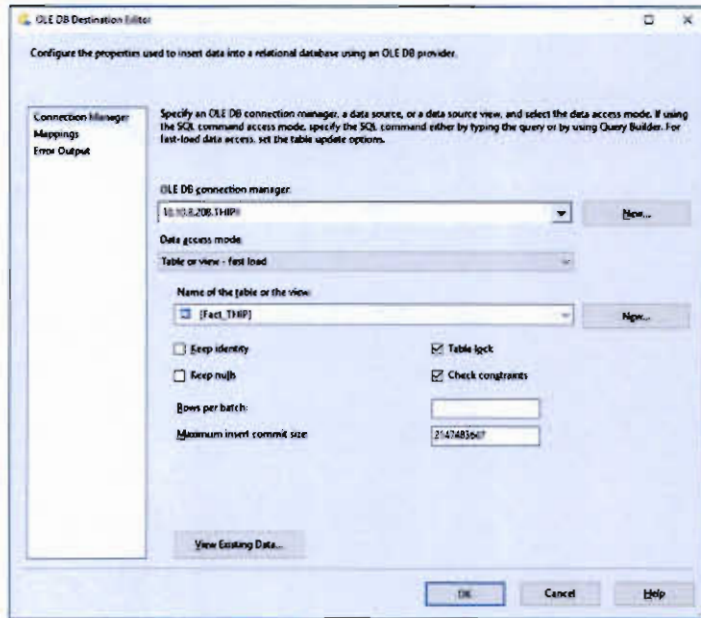 OLE DB Destination Editor
Configure the properties used to insert data into a relational database using an OLE DB provider.
Connection Manager
Mappings
Error Output
Specify an OLE DB connection manager, a data source, or a data source view, and select the data access mode. If using
the SQL command access mode, specify the SQL command either by typing the query or by using Query Builder. For
fast-load data access, set the table update options.
OLE DB connection manager:
New...
Data access mode:
Table or view - fast load
Name of the table or the view:
[Fact_THIP]
New...
Keep identity
Table lock
Keep nulls
Check constraints
Rows per batch:
Maximum insert commit size:
2147483647
View Existing Data...
OK
Cancel
Help